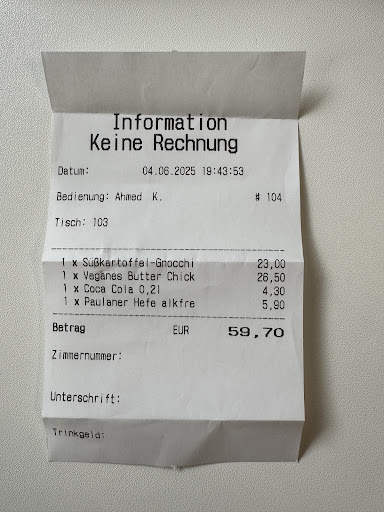 Information
Keine Rechnung
Datum: 04.06.2025 19:43:53
Bedienung: Ahmed K. # 104
Tisch: 103
1 x Süßkartoffel-Gnocchi 23,00
1 x Veganes Butter Chick 26,50
1 x Coca Cola 0,2l 4,30
1 x Paulaner Hefe alkfre 5,90
Betrag EUR 59,70
Zimmernummer:
Unterschrift:
Trinkgeld: